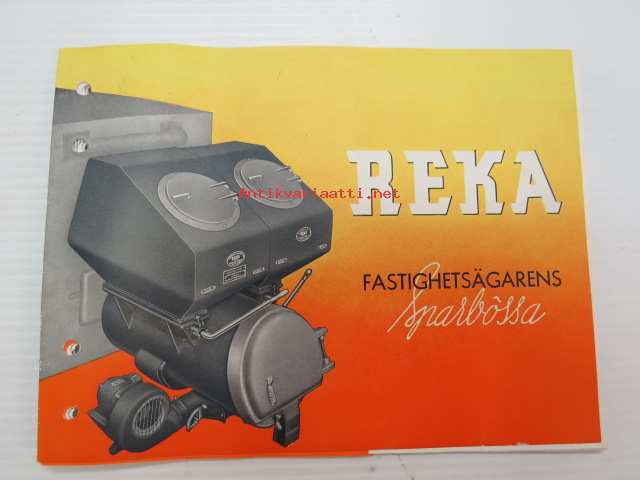 REKA
Antikvariaatti.net
FASTIGHETSÄGARENS
Sparbössa